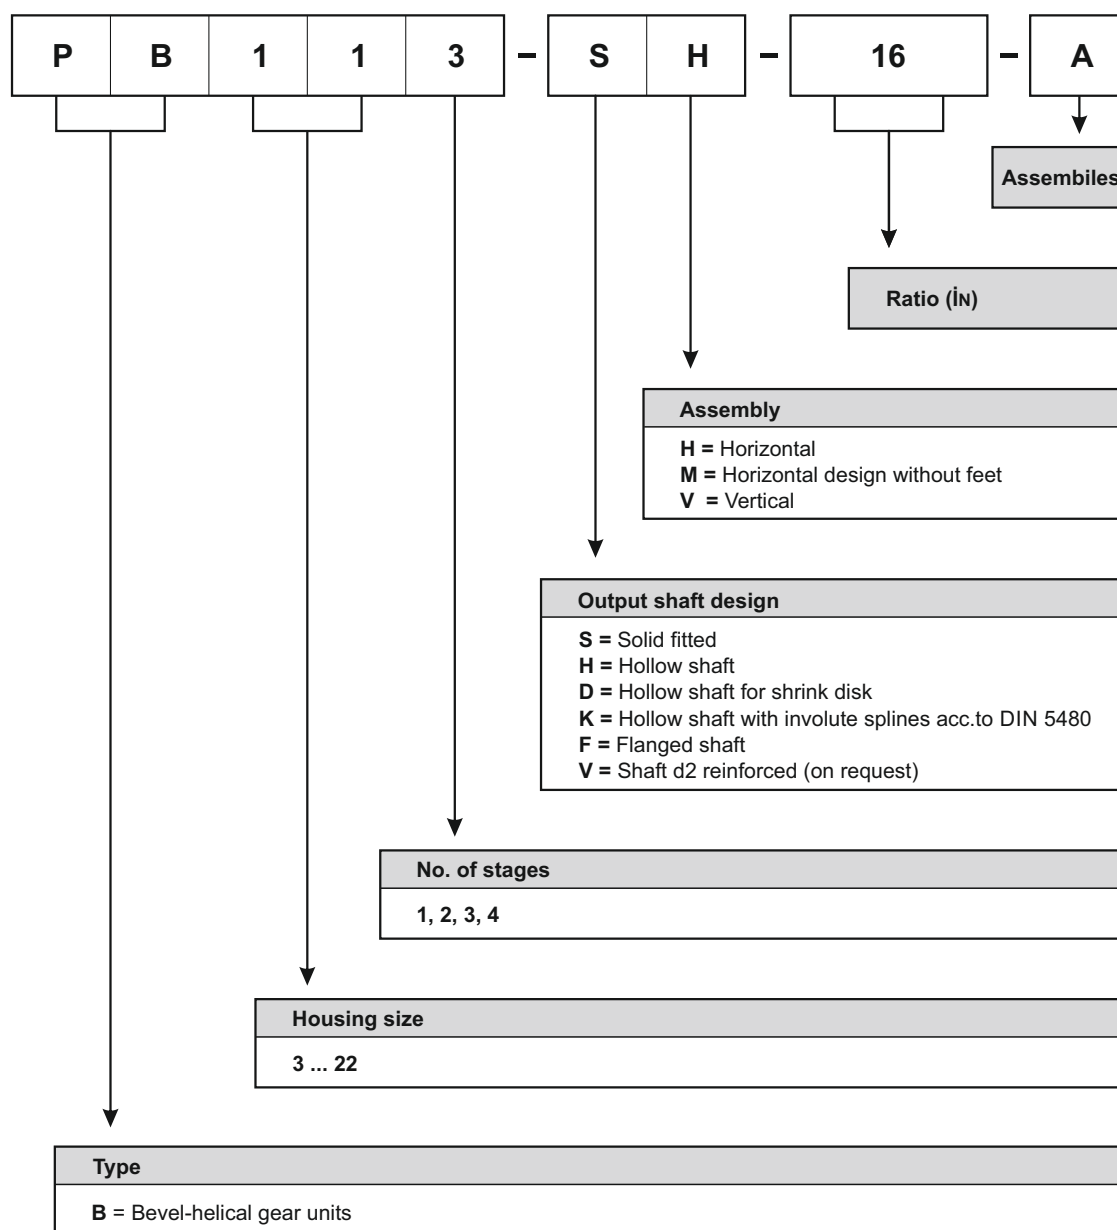 P B 1 1 3 – S H – 16 – A
Assembiles
Ratio (İN)
Assembly
H = Horizontal
M = Horizontal design without feet
V = Vertical
Output shaft design
S = Solid fitted
H = Hollow shaft
D = Hollow shaft for shrink disk
K = Hollow shaft with involute splines acc.to DIN 5480
F = Flanged shaft
V = Shaft d2 reinforced (on request)
No. of stages
1, 2, 3, 4
Housing size
3 ... 22
Type
B = Bevel-helical gear units